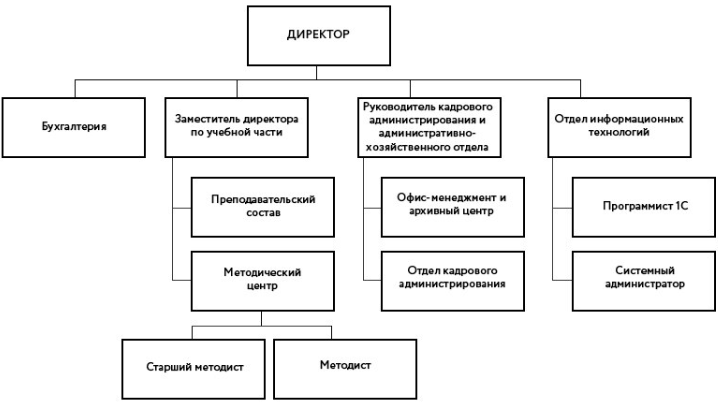 ДИРЕКТОР
Бухгалтерия
Заместитель директора
по учебной части
Руководитель кадрового
администрирования и
административно-
хозяйственного отдела
Отдел информационных
технологий
Преподавательский
состав
Офис-менеджмент и
архивный центр
Программист 1С
Методический
центр
Отдел кадрового
администрирования
Системный
администратор
Старший методист
Методист